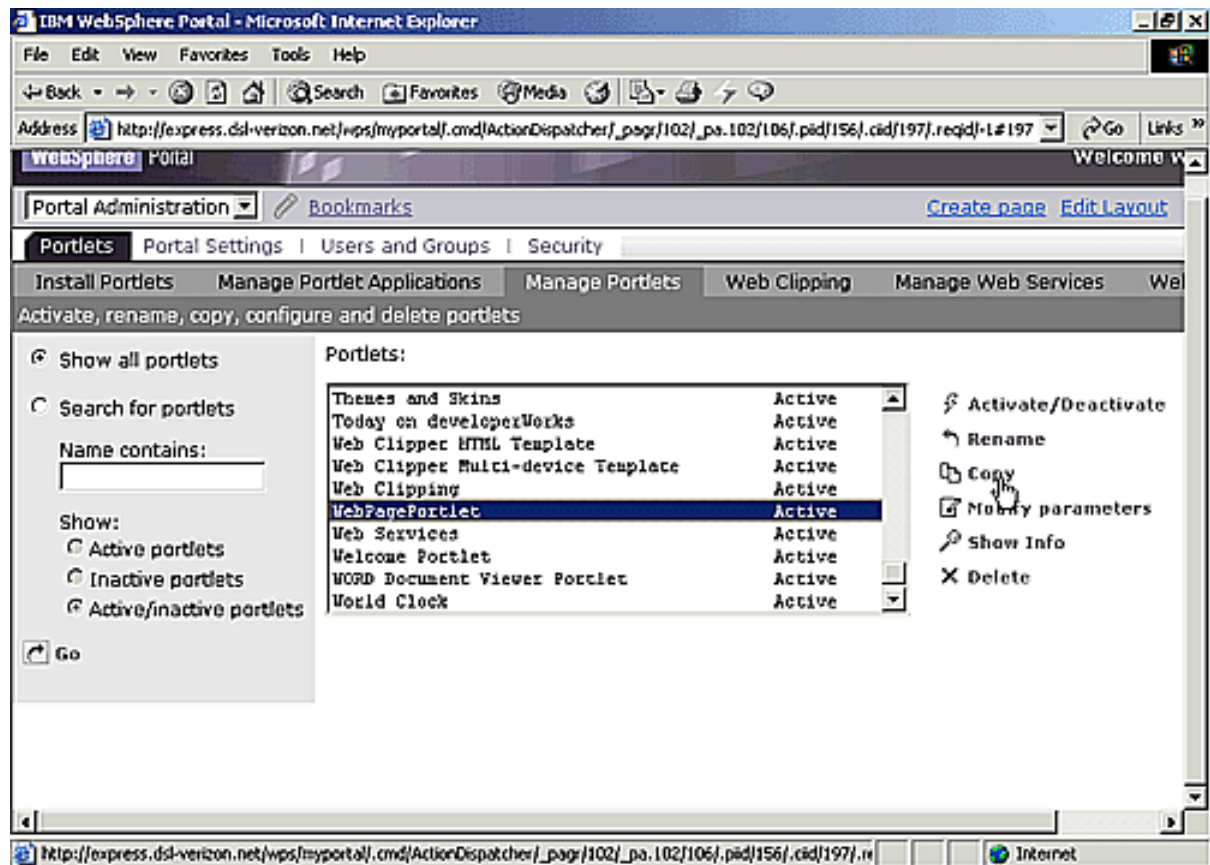 IBM WebSphere Portal - Microsoft Internet Explorer
File Edit View Favorites Tools Help
Back Search Favorites Media
Address http://express.dsl-verizon.net/wps/myportal/.cmd/ActionDispatcher/_pagr/102/_pa.102/106/.piid/156/.ciid/197/.reqid/-1#197 Go Links »
WebSphere Portal Welcome
Portal Administration Bookmarks Create page Edit Layout
Portlets Portal Settings | Users and Groups | Security
Install Portlets Manage Portlet Applications Manage Portlets Web Clipping Manage Web Services Wel
Activate, rename, copy, configure and delete portlets
Show all portlets
Search for portlets
Name contains:
Show:
Active portlets
Inactive portlets
Active/inactive portlets
Go
Portlets:
Themes and Skins Active
Today on developerWorks Active
Web Clipper HTML Template Active
Web Clipper Multi-device Template Active
Web Clipping Active
WebPagePortlet Active
Web Services Active
Welcome Portlet Active
WORD Document Viewer Portlet Active
World Clock Active
Activate/Deactivate
Rename
Copy
Modify parameters
Show Info
Delete
http://express.dsl-verizon.net/wps/myportal/.cmd/ActionDispatcher/_pagr/102/_pa.102/106/.piid/156/.ciid/197/.re Internet